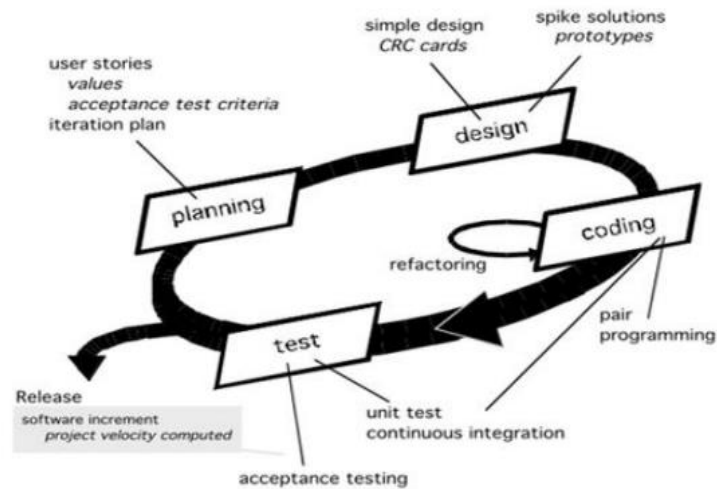 spike solutions
prototypes
simple design
CRC cards
user stories
values
acceptance test criteria
iteration plan
design
planning
coding
refactoring
test
pair
programming
Release
software increment
project velocity computed
unit test
continuous integration
acceptance testing